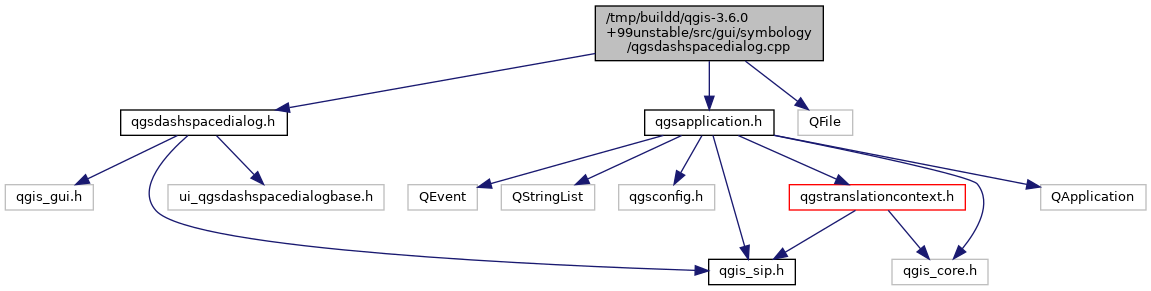 /tmp/buildd/qgis-3.6.0
+99unstable/src/gui/symbology
/qgsdashspacedialog.cpp
qgsdashspacedialog.h
qgsapplication.h
QFile
qgis_gui.h
ui_qgsdashspacedialogbase.h
QEvent
QStringList
qgsconfig.h
qgstranslationcontext.h
QApplication
qgis_sip.h
qgis_core.h